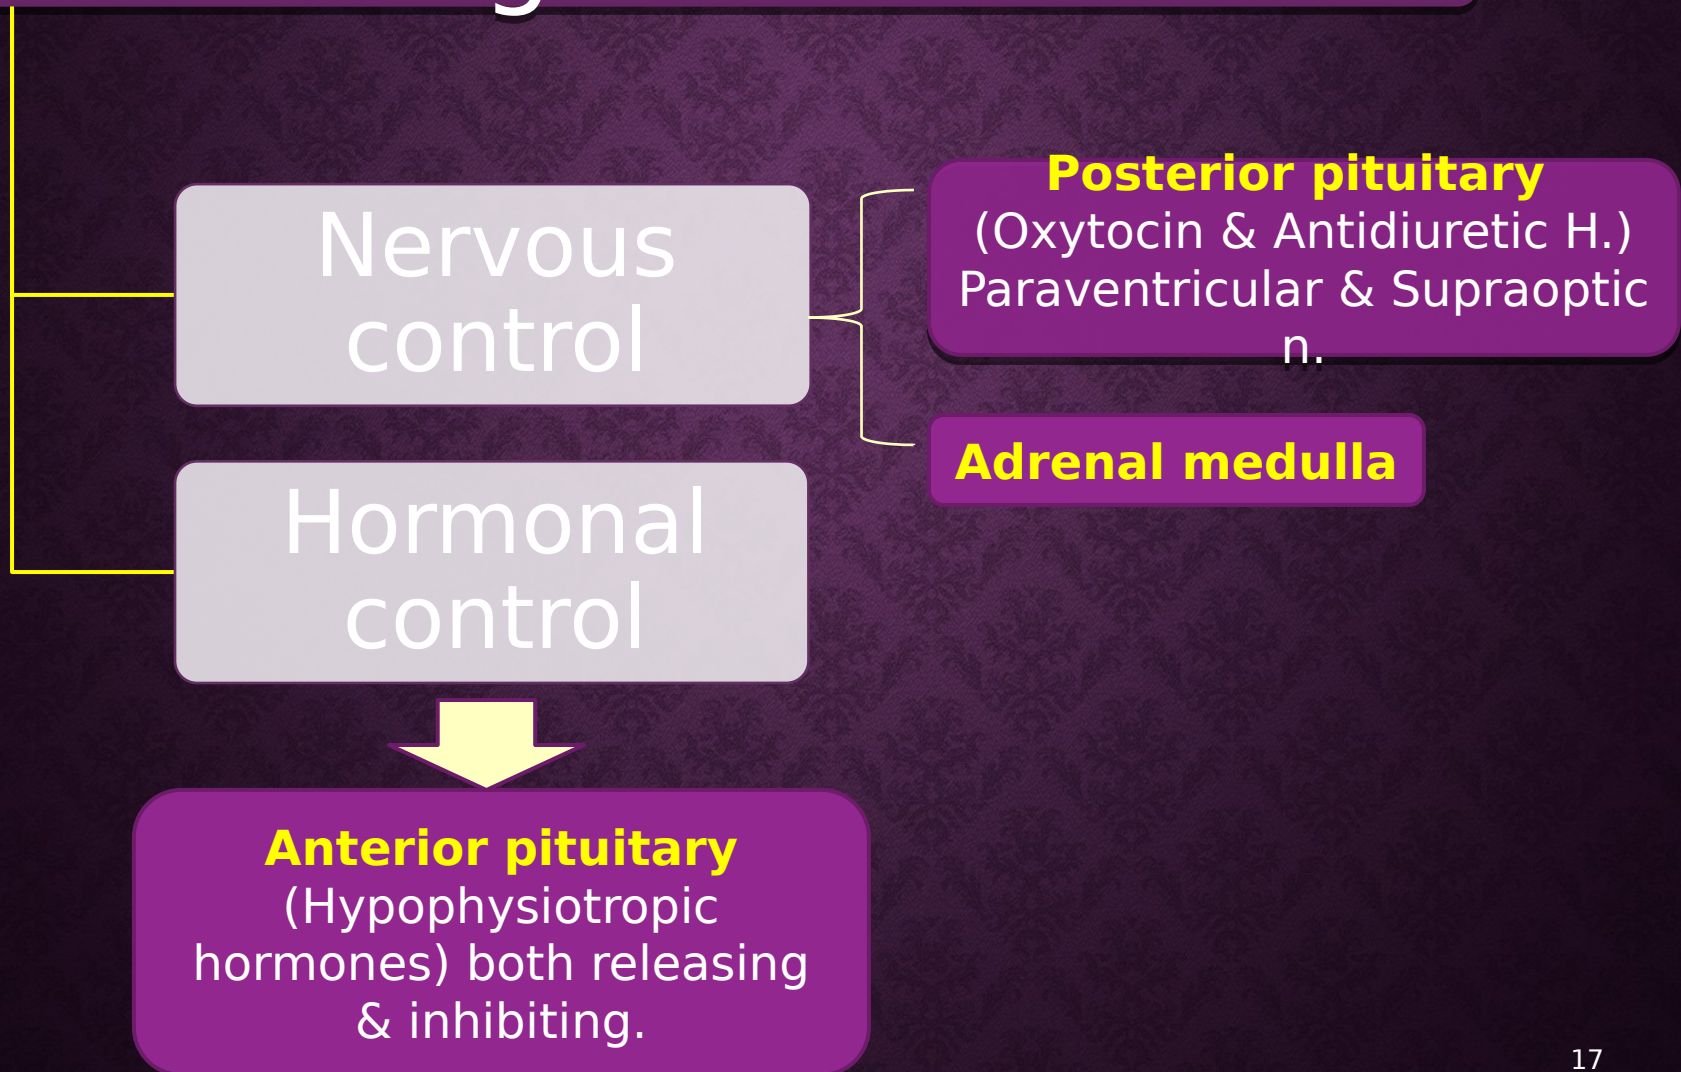 Nervous
control
Posterior pituitary
(Oxytocin & Antidiuretic H.)
Paraventricular & Supraoptic
n.
Adrenal medulla
Hormonal
control
Anterior pituitary
(Hypophysiotropic
hormones) both releasing
& inhibiting.
17